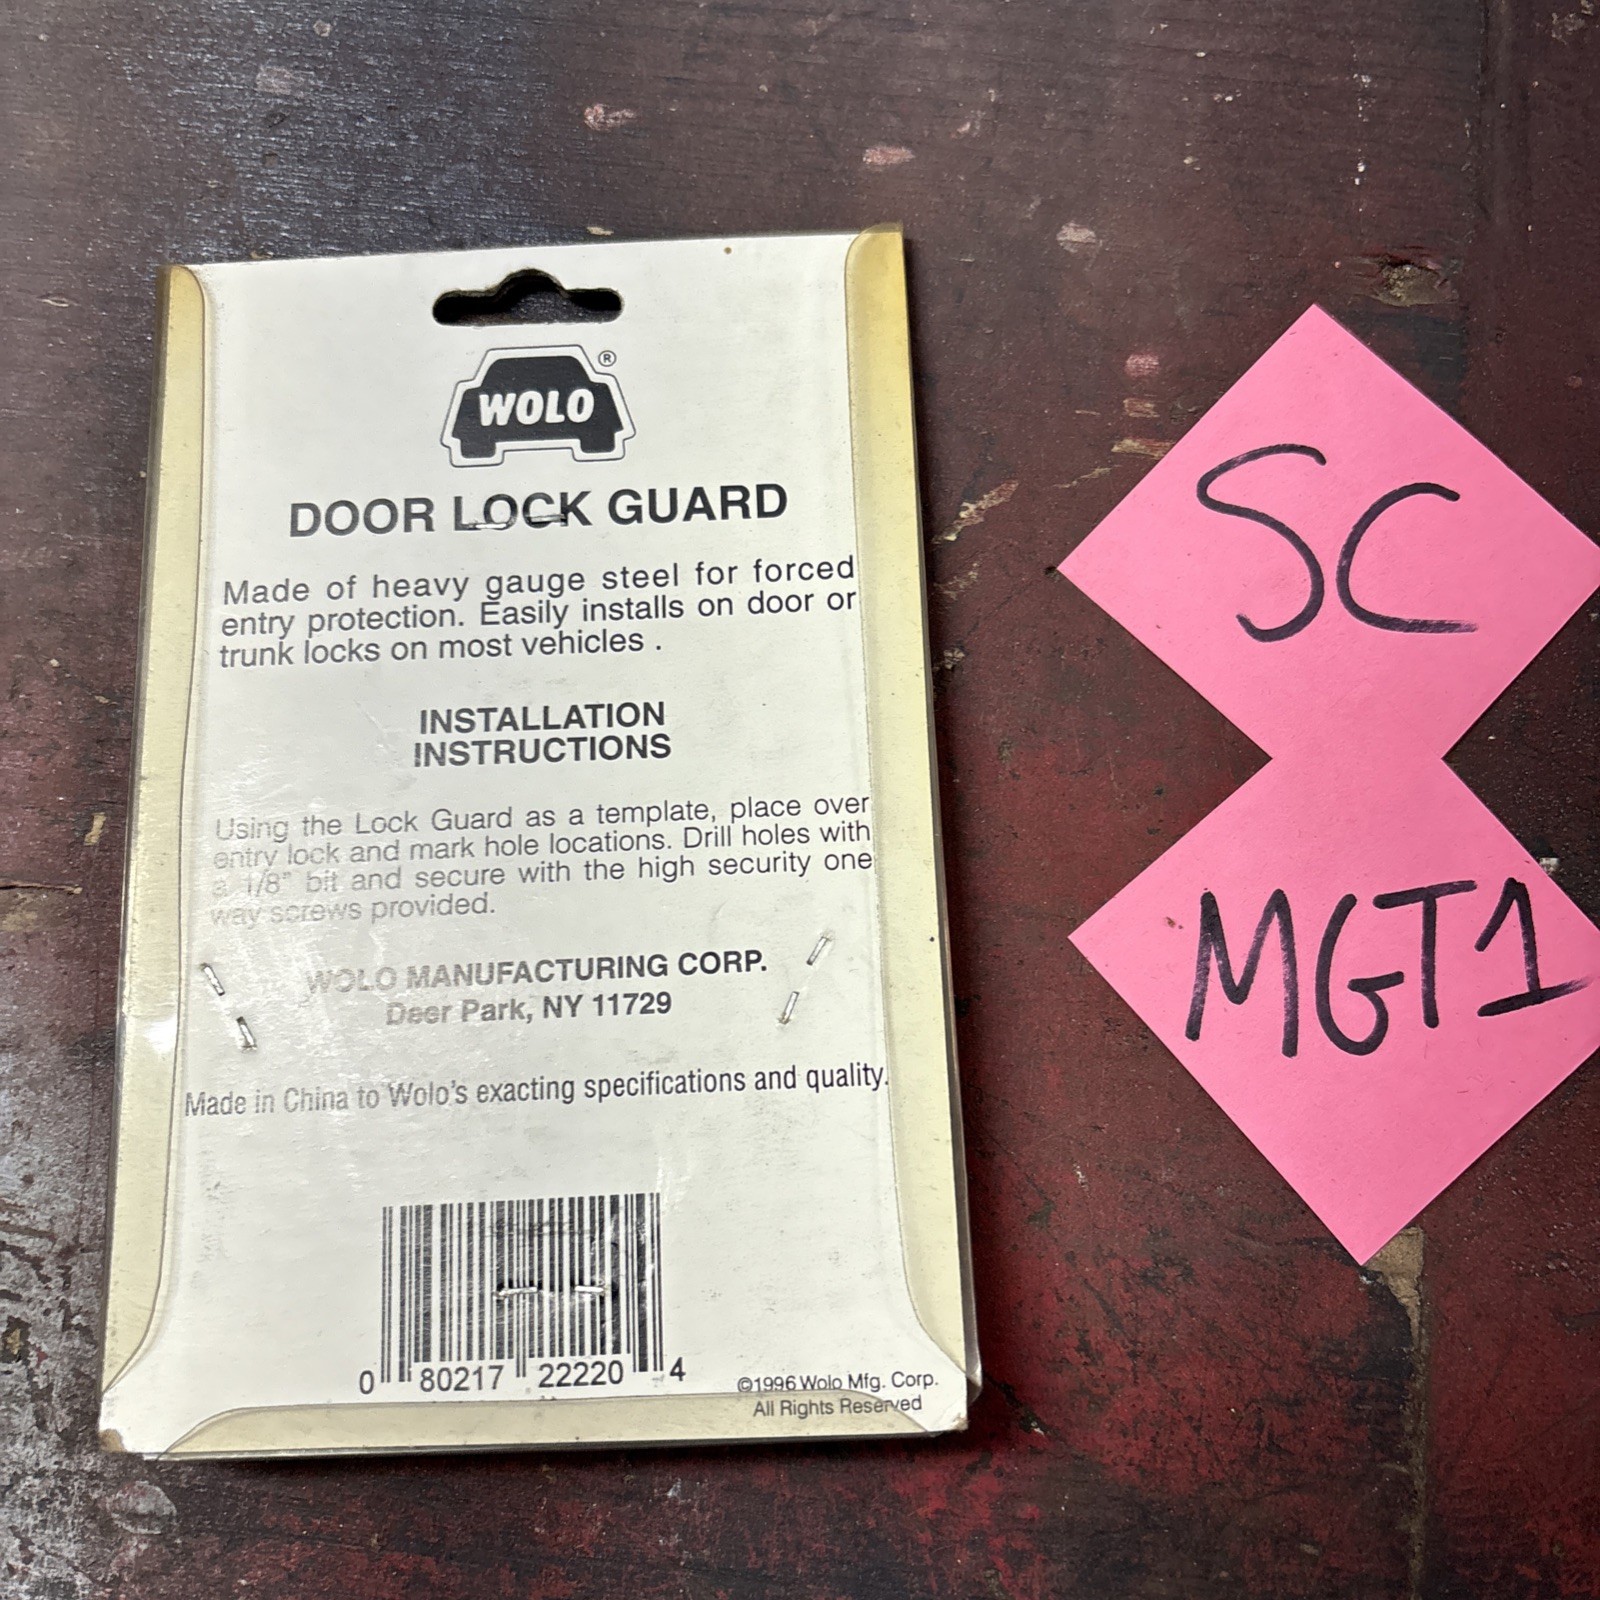 WOLO ®
DOOR LOCK GUARD
Made of heavy gauge steel for forced
entry protection. Easily installs on door or
trunk locks on most vehicles .
INSTALLATION
INSTRUCTIONS
Using the Lock Guard as a template, place over
entry lock and mark hole locations. Drill holes with
a 1/8" bit and secure with the high security one
way screws provided.
WOLO MANUFACTURING CORP.
Deer Park, NY 11729
Made in China to Wolo's exacting specifications and quality.
0 80217 22220 4
©1996 Wolo Mfg. Corp.
All Rights Reserved
SC
MGT1